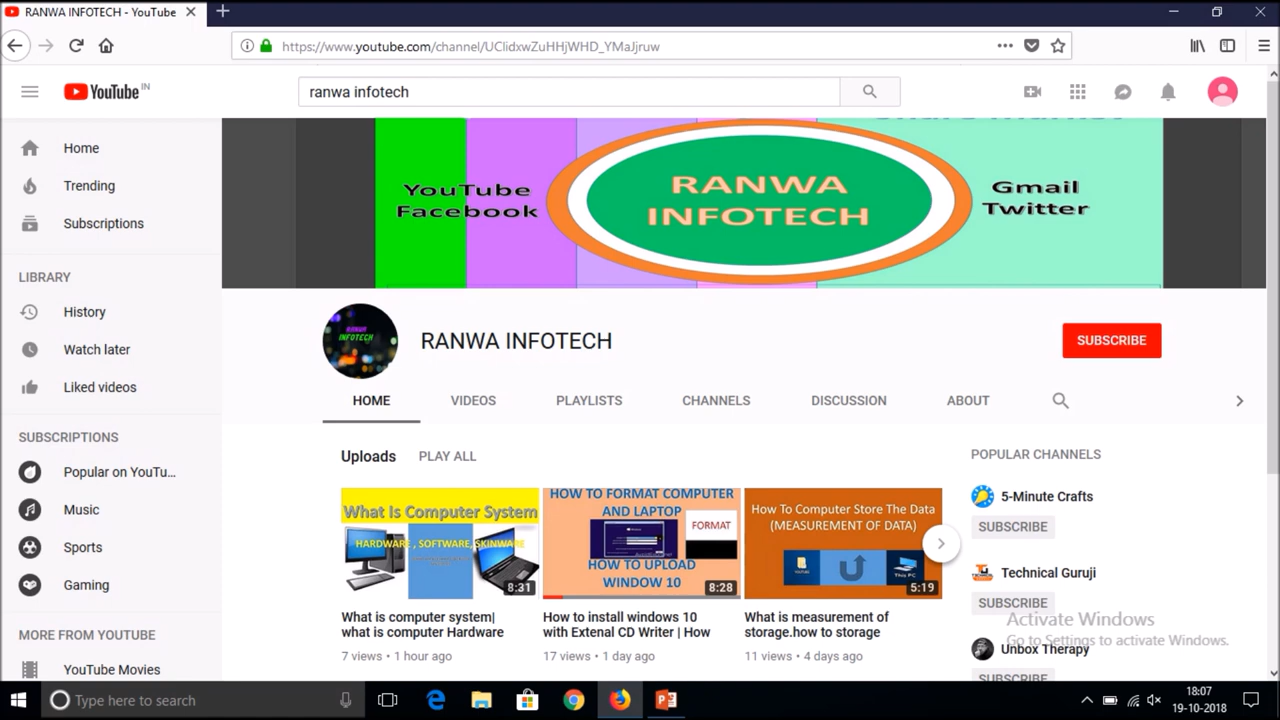 RANWA INFOTECH - YouTube
https://www.youtube.com/channel/UClidxwZuHHjWHD_YMaJjruw
YouTube IN
ranwa infotech
Home
Trending
Subscriptions
LIBRARY
History
Watch later
Liked videos
SUBSCRIPTIONS
Popular on YouTu...
Music
Sports
Gaming
MORE FROM YOUTUBE
YouTube Movies
YouTube
Facebook
RANWA
INFOTECH
Gmail
Twitter
RANWA
INFOTECH
RANWA INFOTECH
SUBSCRIBE
HOME
VIDEOS
PLAYLISTS
CHANNELS
DISCUSSION
ABOUT
Uploads
PLAY ALL
What Is Computer System
HARDWARE , SOFTWARE, SKINWARE
8:31
What is computer system|
what is computer Hardware
7 views • 1 hour ago
HOW TO FORMAT COMPUTER
AND LAPTOP
FORMAT
HOW TO UPLOAD
WINDOW 10
8:28
How to install windows 10
with Extenal CD Writer | How
17 views • 1 day ago
How To Computer Store The Data
(MEASUREMENT OF DATA)
This PC
5:19
What is measurement of
storage.how to storage
11 views • 4 days ago
POPULAR CHANNELS
5-Minute Crafts
SUBSCRIBE
Technical Guruji
SUBSCRIBE
Unbox Therapy
SUBSCRIBE
Activate Windows
Go to Settings to activate Windows.
Type here to search
18:07
19-10-2018